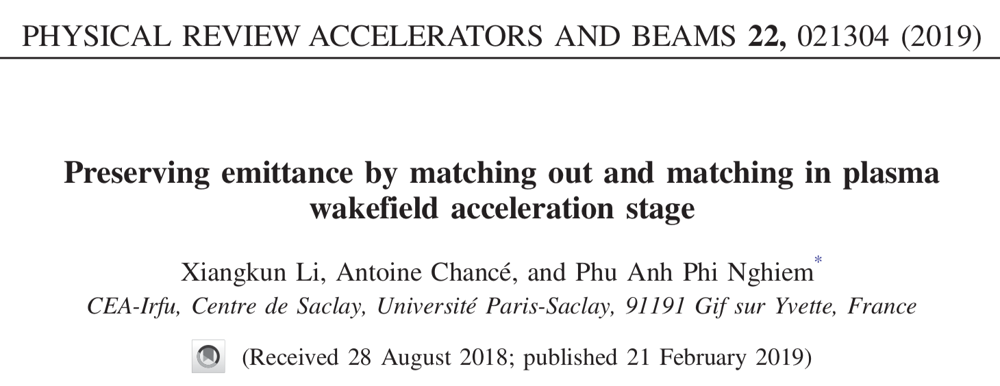 PHYSICAL REVIEW ACCELERATORS AND BEAMS 22, 021304 (2019)
Preserving emittance by matching out and matching in plasma
wakefield acceleration stage
Xiangkun Li, Antoine Chancé, and Phu Anh Phi Nghiem*
CEA-Irfu, Centre de Saclay, Université Paris-Saclay, 91191 Gif sur Yvette, France
(Received 28 August 2018; published 21 February 2019)